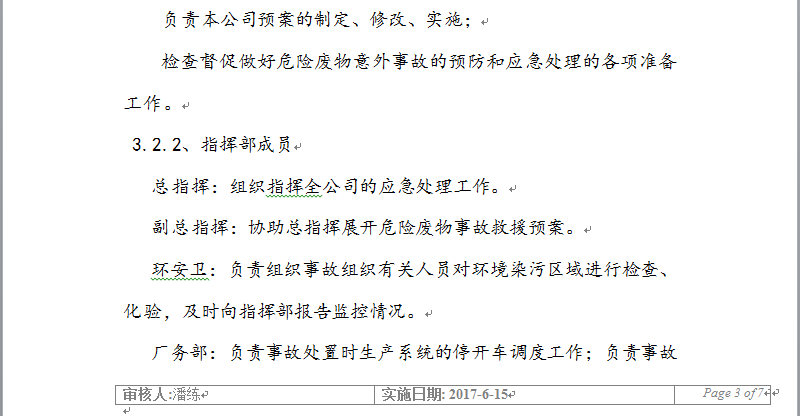 负责本公司预案的制定、修改、实施；
检查督促做好危险废物意外事故的预防和应急处理的各项准备
工作。
3.2.2、指挥部成员
总指挥：组织指挥全公司的应急处理工作。
副总指挥：协助总指挥展开危险废物事故救援预案。
环安卫：负责组织事故组织有关人员对环境染污区域进行检查、
化验，及时向指挥部报告监控情况。
厂务部：负责事故处置时生产系统的停开车调度工作；负责事故
审核人:潘练 实施日期: 2017-6-15 Page 3 of 7